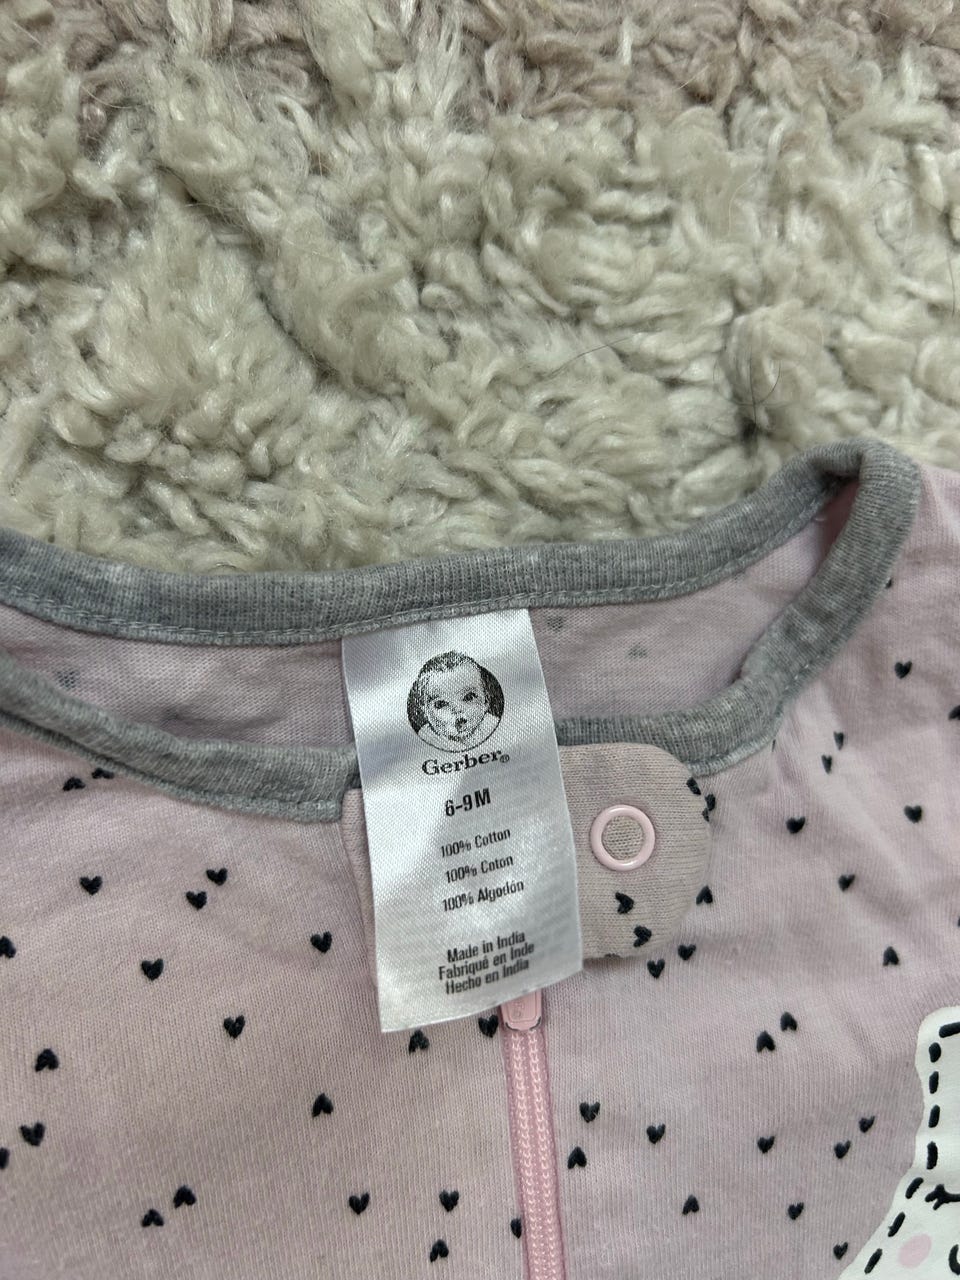 Gerber®
6-9M
100% Cotton
100% Coton
100% Algodón
Made in India
Fabriqué en Inde
Hecho en India